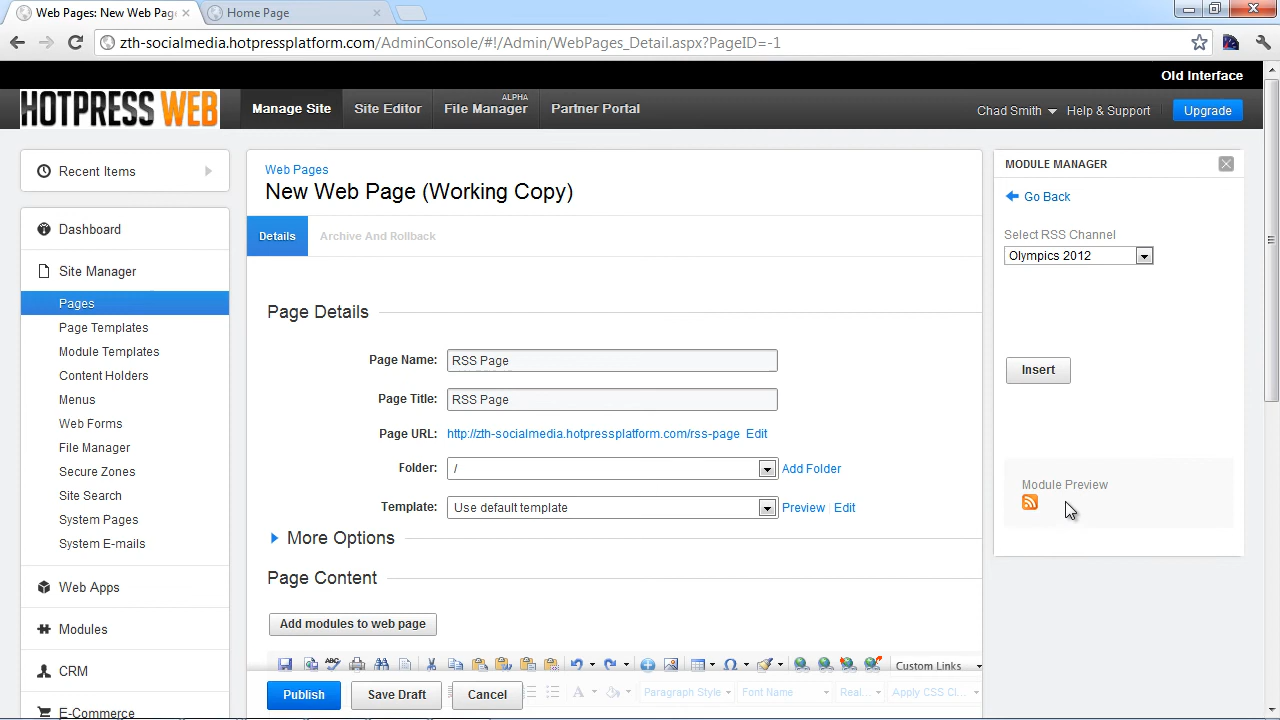 Web Pages: New Web Pag
Home Page
zth-socialmedia.hotpressplatform.com/AdminConsole/#!/Admin/WebPages_Detail.aspx?PageID=-1
Old Interface
HOTPRESS WEB
Manage Site
Site Editor
File Manager
ALPHA
Partner Portal
Chad Smith
Help & Support
Upgrade
Recent Items
Dashboard
Site Manager
Pages
Page Templates
Module Templates
Content Holders
Menus
Web Forms
File Manager
Secure Zones
Site Search
System Pages
System E-mails
Web Apps
Modules
CRM
E-Commerce
Web Pages
New Web Page (Working Copy)
Details
Archive And Rollback
Page Details
Page Name: RSS Page
Page Title: RSS Page
Page URL: http://zth-socialmedia.hotpressplatform.com/rss-page Edit
Folder: / Add Folder
Template: Use default template Preview Edit
More Options
Page Content
Add modules to web page
ABC
Custom Links
Paragraph Style
Font Name
Real...
Apply CSS Cl...
Publish
Save Draft
Cancel
MODULE MANAGER
Go Back
Select RSS Channel
Olympics 2012
Insert
Module Preview